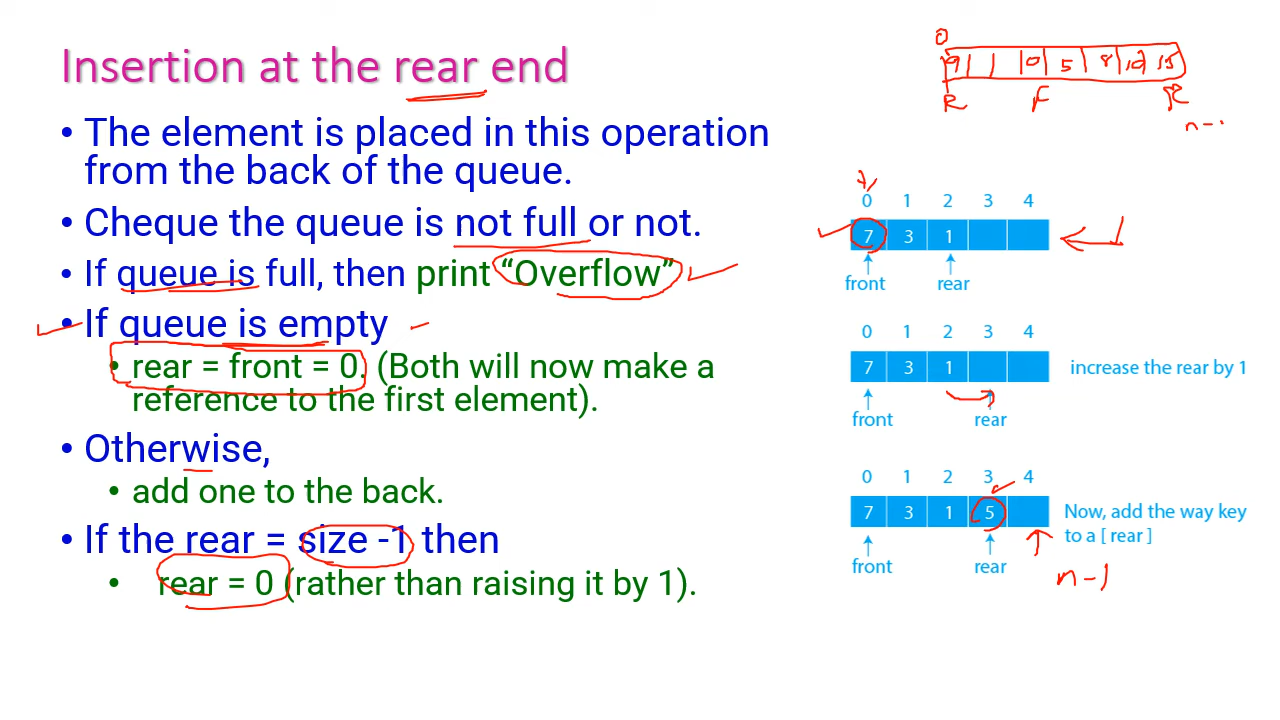 Insertion at the rear end
• The element is placed in this operation
from the back of the queue.
• Cheque the queue is not full or not.
• If queue is full, then print “Overflow”
• If queue is empty
• rear = front = 0. (Both will now make a
reference to the first element).
• Otherwise,
• add one to the back.
• If the rear = size -1 then
• rear = 0 (rather than raising it by 1).
0
9 10 5 8 10 15
R F R
n-1
0 1 2 3 4
7 3 1
front rear
0 1 2 3 4
7 3 1
increase the rear by 1
front rear
0 1 2 3 4
7 3 1 5
Now, add the way key
to a [ rear ]
front rear
n-1